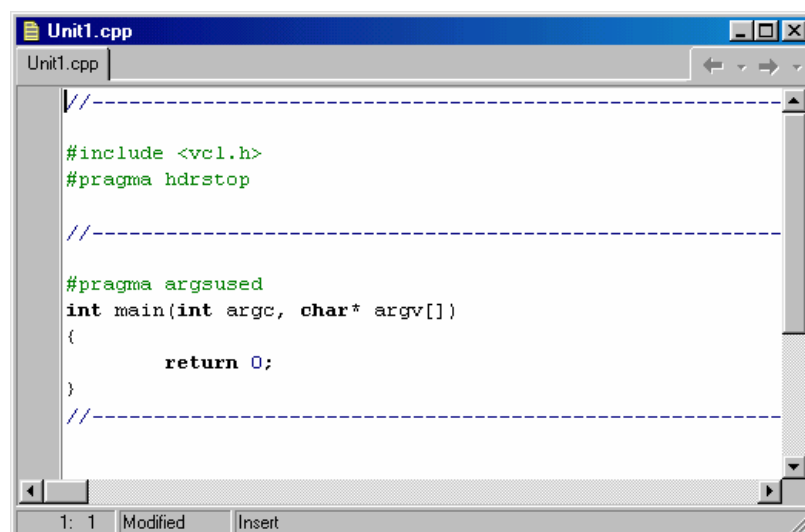 Unit1.cpp
Unit1.cpp
//--------------------------------------------------------
#include <vcl.h>
#pragma hdrstop
//--------------------------------------------------------
#pragma argsused
int main(int argc, char* argv[])
{
return 0;
}
//--------------------------------------------------------
1: 1 Modified Insert